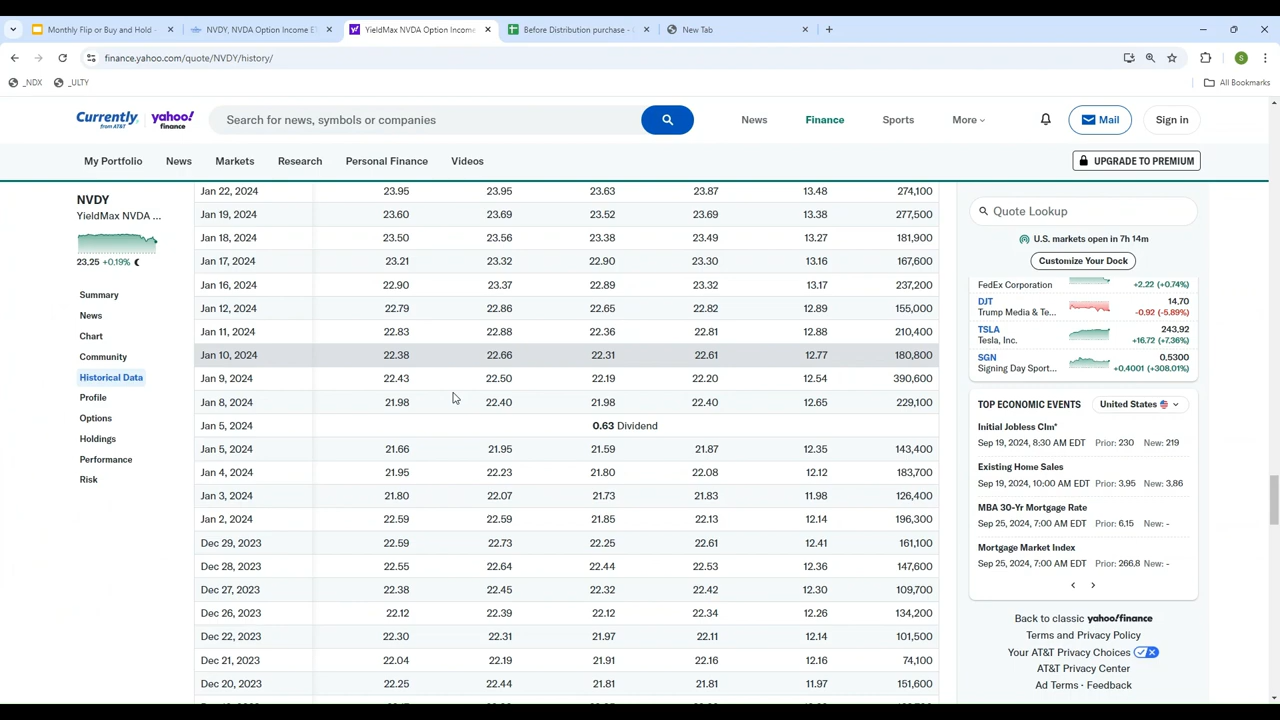 Monthly Flip or Buy and Hold -
NVDY, NVDA Option Income E
YieldMax NVDA Option Income
Before Distribution purchase -
New Tab
finance.yahoo.com/quote/NVDY/history/
_NDX
_ULTY
All Bookmarks
Currently from AT&T yahoo! finance
Search for news, symbols or companies
News
Finance
Sports
More
Mail
Sign in
My Portfolio
News
Markets
Research
Personal Finance
Videos
UPGRADE TO PREMIUM
NVDY
YieldMax NVDA ...
23.25 +0.19%
Summary
News
Chart
Community
Historical Data
Profile
Options
Holdings
Performance
Risk
Jan 22, 2024 23.95 23.95 23.63 23.87 13.48 274,100
Jan 19, 2024 23.60 23.69 23.52 23.69 13.38 277,500
Jan 18, 2024 23.50 23.56 23.38 23.49 13.27 181,900
Jan 17, 2024 23.21 23.32 22.90 23.30 13.16 167,600
Jan 16, 2024 22.90 23.37 22.89 23.32 13.17 237,200
Jan 12, 2024 22.79 22.86 22.65 22.82 12.89 155,000
Jan 11, 2024 22.83 22.88 22.36 22.81 12.88 210,400
Jan 10, 2024 22.38 22.66 22.31 22.61 12.77 180,800
Jan 9, 2024 22.43 22.50 22.19 22.20 12.54 390,600
Jan 8, 2024 21.98 22.40 21.98 22.40 12.65 229,100
Jan 5, 2024 0.63 Dividend
Jan 5, 2024 21.66 21.95 21.59 21.87 12.35 143,400
Jan 4, 2024 21.95 22.23 21.80 22.08 12.12 183,700
Jan 3, 2024 21.80 22.07 21.73 21.83 11.98 126,400
Jan 2, 2024 22.59 22.59 21.85 22.13 12.14 196,300
Dec 29, 2023 22.59 22.73 22.25 22.61 12.41 161,100
Dec 28, 2023 22.55 22.64 22.44 22.53 12.36 147,600
Dec 27, 2023 22.38 22.45 22.32 22.42 12.30 109,700
Dec 26, 2023 22.12 22.39 22.12 22.34 12.26 134,200
Dec 22, 2023 22.30 22.31 21.97 22.11 12.14 101,500
Dec 21, 2023 22.04 22.19 21.91 22.16 12.16 74,100
Dec 20, 2023 22.25 22.44 21.81 21.81 11.97 151,600
Quote Lookup
U.S. markets open in 7h 14m
Customize Your Dock
FedEx Corporation +2.22 (+0.74%)
DJT 14.70
Trump Media & Te... -0.92 (-5.89%)
TSLA 243.92
Tesla, Inc. +16.72 (+7.36%)
SGN 0.5300
Signing Day Sport... +0.4001 (+308.01%)
TOP ECONOMIC EVENTS United States
Initial Jobless Clm*
Sep 19, 2024, 8:30 AM EDT Prior: 230 New: 219
Existing Home Sales
Sep 19, 2024, 10:00 AM EDT Prior: 3.95 New: 3.86
MBA 30-Yr Mortgage Rate
Sep 25, 2024, 7:00 AM EDT Prior: 6.15 New: -
Mortgage Market Index
Sep 25, 2024, 7:00 AM EDT Prior: 266.8 New: -
Back to classic yahoo!finance
Terms and Privacy Policy
Your AT&T Privacy Choices
AT&T Privacy Center
Ad Terms · Feedback